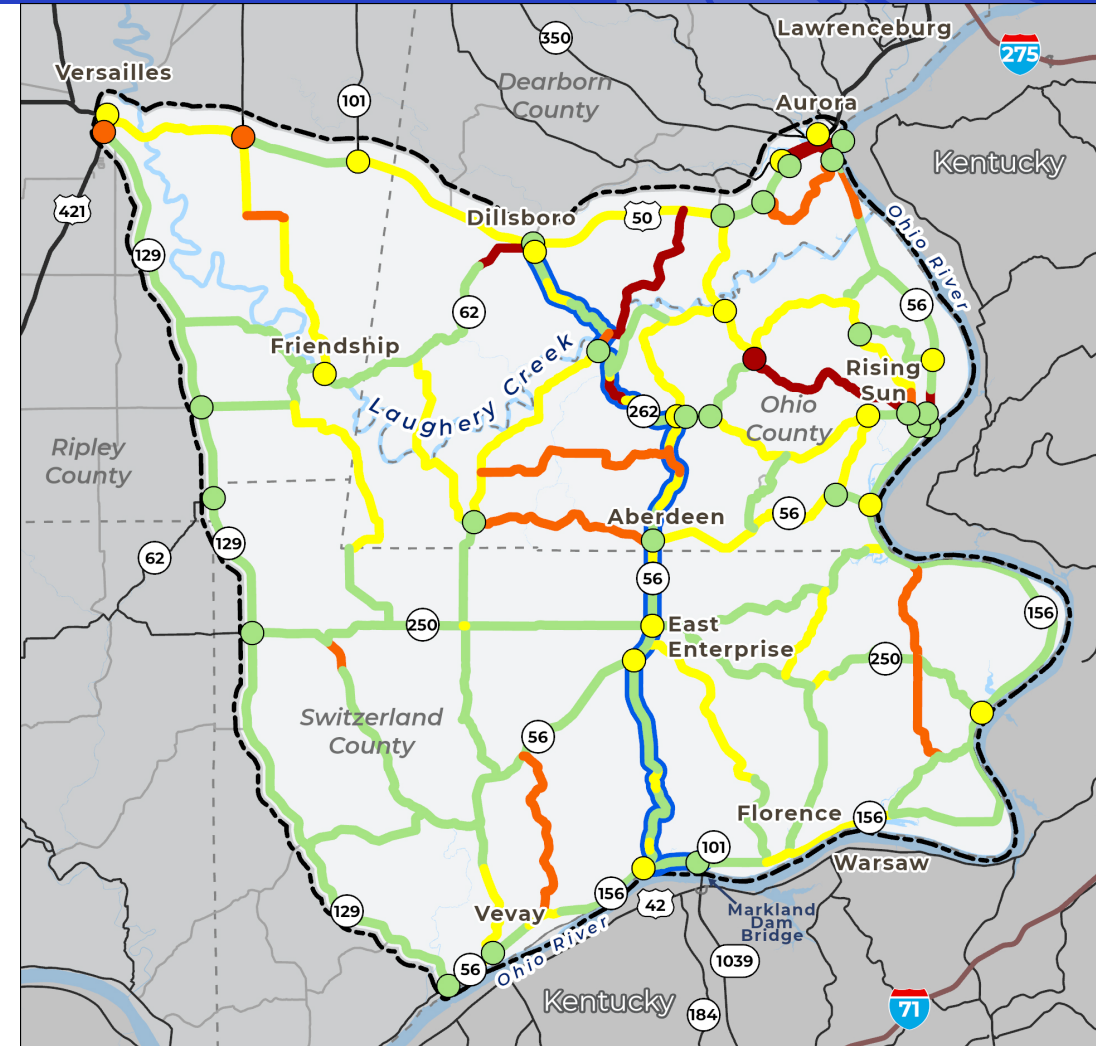 Lawrenceburg
350
275
Versailles
Dearborn
County
101
Aurora
Kentucky
421
Dillsboro
50
Ohio River
129
62
56
Friendship
Laughery Creek
Rising
Sun
262
Ohio
County
Ripley
County
Aberdeen
56
129
62
56
156
250
East
Enterprise
250
Switzerland
County
56
Florence
156
101
Warsaw
156
42
129
Vevay
Markland
Dam
Bridge
56
Ohio River
1039
Kentucky
184
71